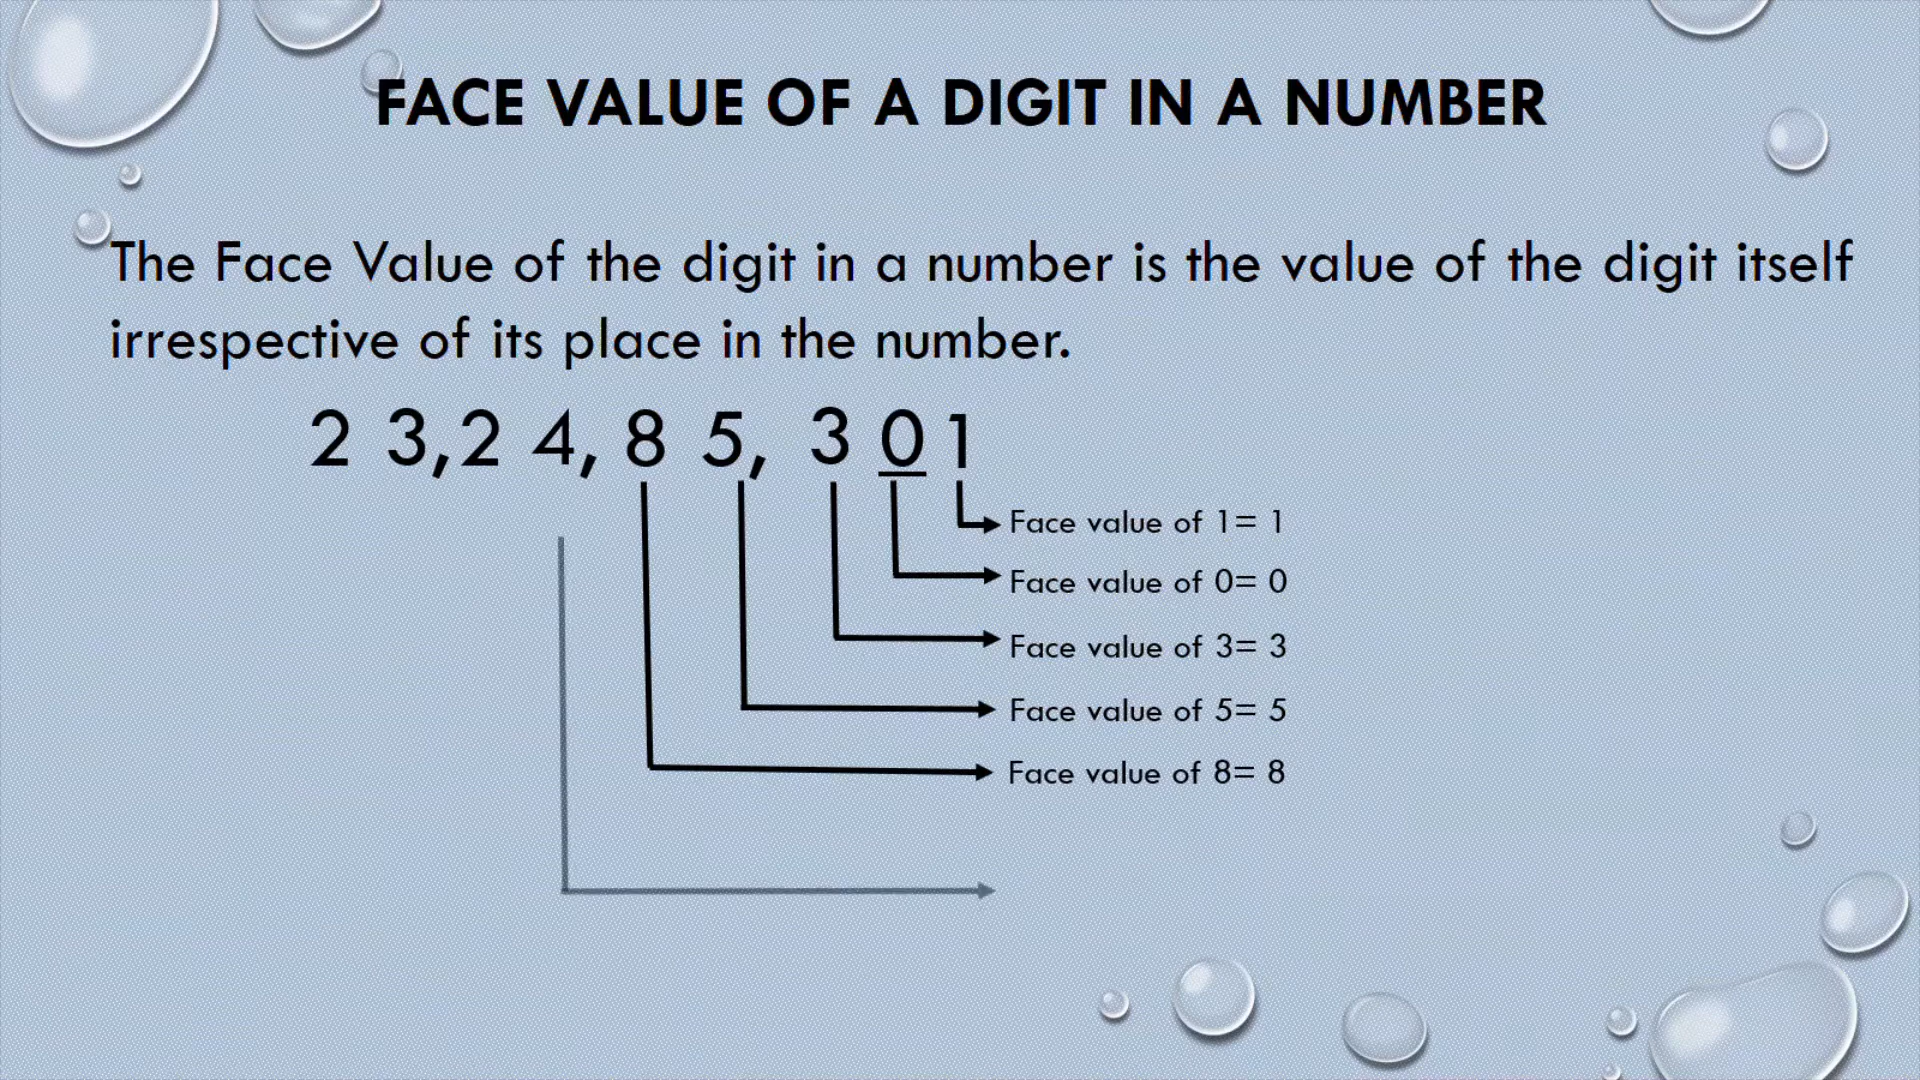 FACE VALUE OF A DIGIT IN A NUMBER
The Face Value of the digit in a number is the value of the digit itself
irrespective of its place in the number.
2 3,2 4, 8 5, 3 0 1
Face value of 1= 1
Face value of 0= 0
Face value of 3= 3
Face value of 5= 5
Face value of 8= 8